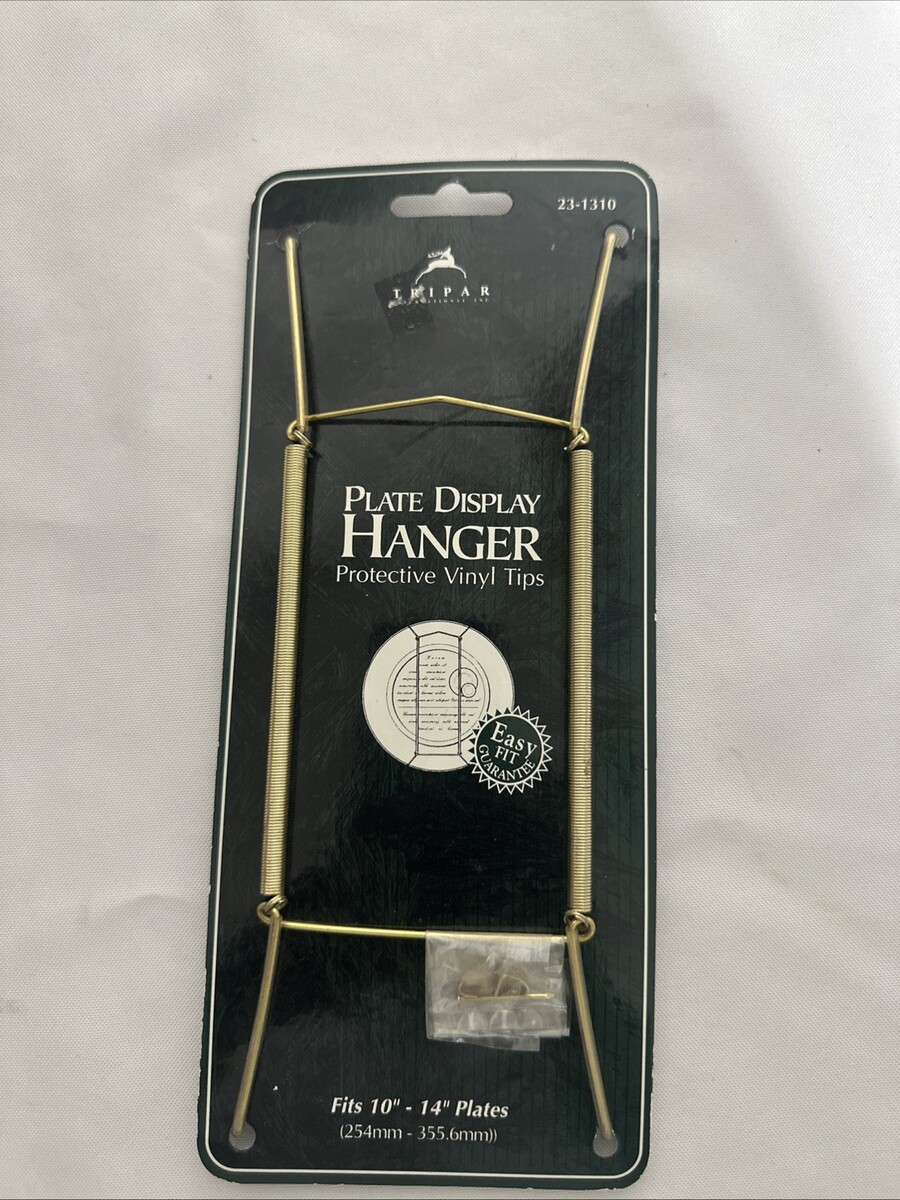 23-1310
TRIPAR
PLATE DISPLAY
HANGER
Protective Vinyl Tips
Easy
FIT
GUARANTEE
Fits 10" - 14" Plates
(254mm - 355.6mm))